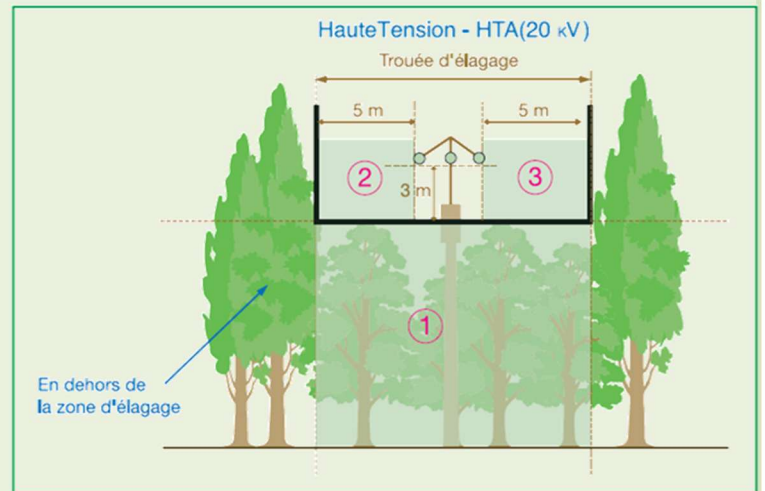 HauteTension - HTA(20 KV)
Trouée d'élagage
5 m
5 m
2
3 m
3
1
En dehors de
la zone d'élagage